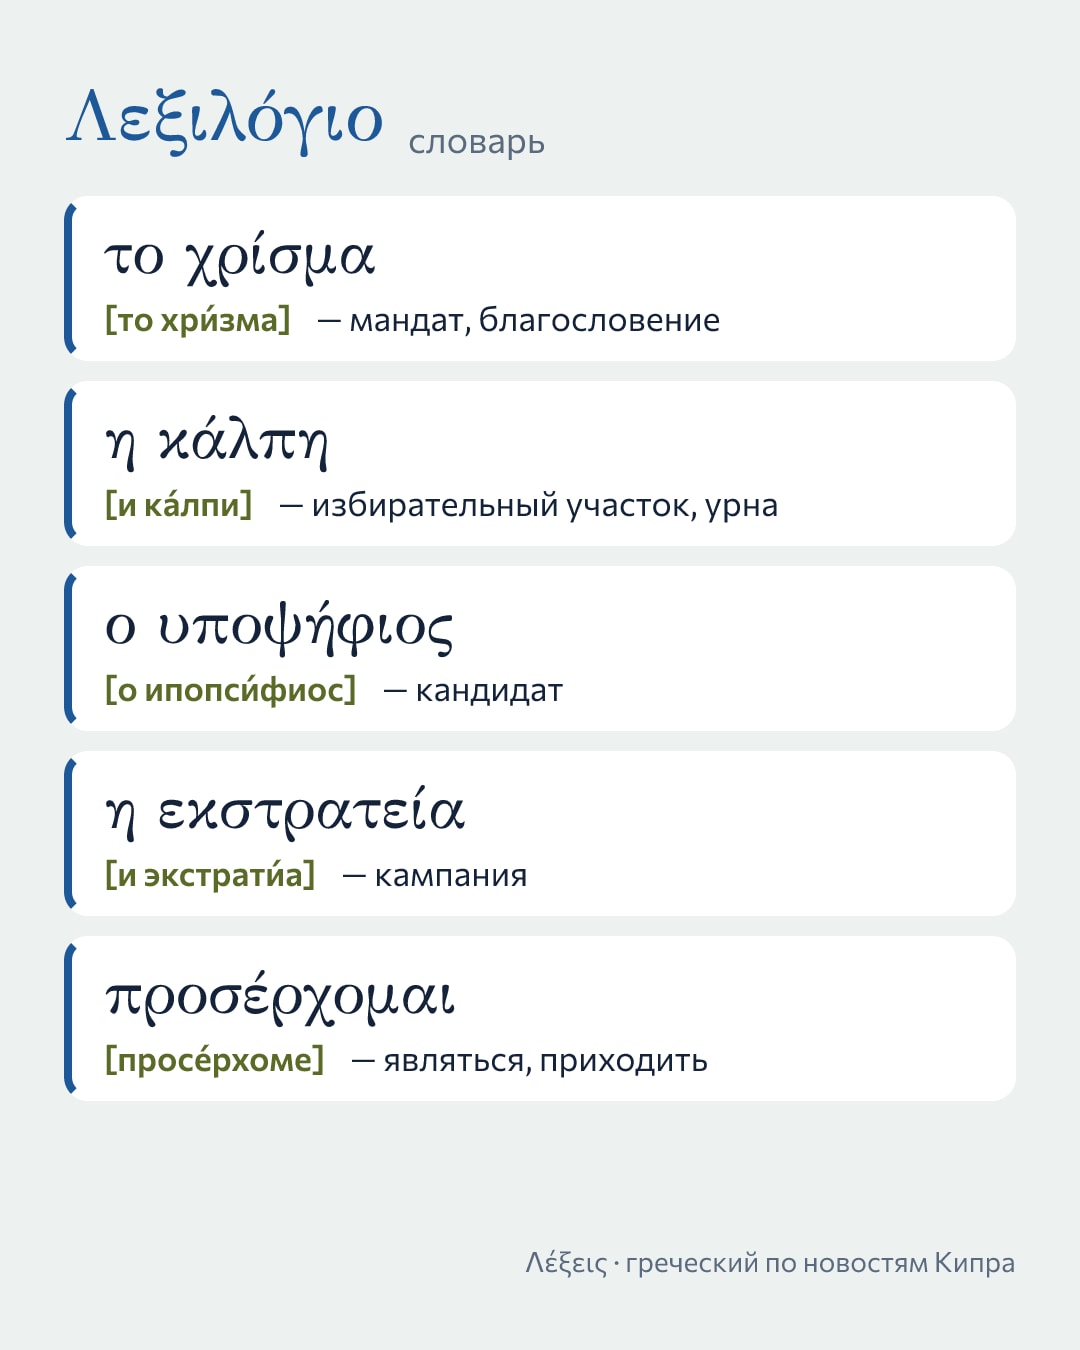 Λεξιλόγιο словарь
το χρίσμα
[то хри́зма] — мандат, благословение
η κάλπη
[и ка́лпи] — избирательный участок, урна
ο υποψήφιος
[о ипопси́фиос] — кандидат
η εκστρατεία
[и экстрати́а] — кампания
προσέρχομαι
[просе́рхоме] — являться, приходить
Λέξεις · греческий по новостям Кипра